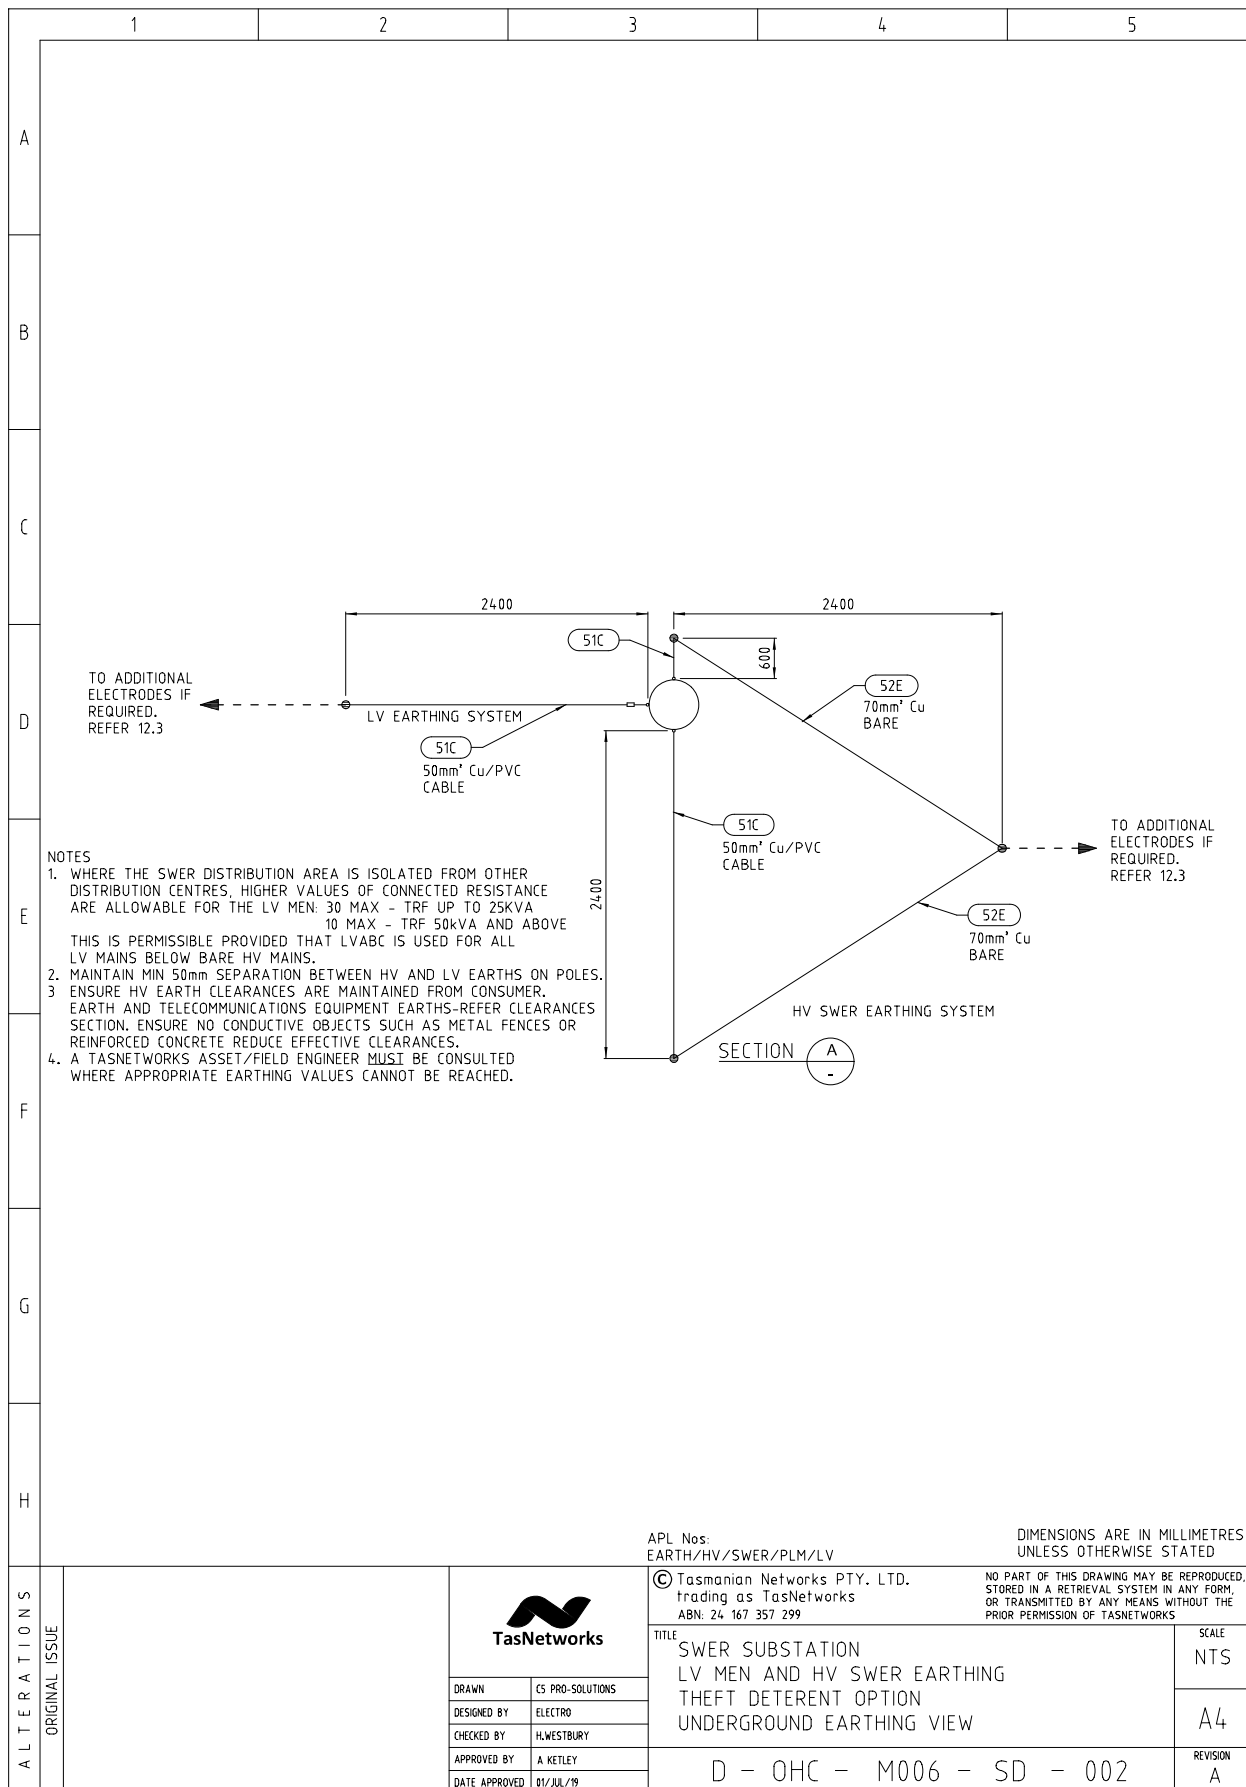 1 2 3 4 5
A
B
C
D
E
F
G
H
2400
2400
51C
600
TO ADDITIONAL
ELECTRODES IF
REQUIRED.
REFER 12.3
LV EARTHING SYSTEM
51C
50mm² Cu/PVC
CABLE
52E
70mm² Cu
BARE
51C
50mm² Cu/PVC
CABLE
2400
TO ADDITIONAL
ELECTRODES IF
REQUIRED.
REFER 12.3
52E
70mm² Cu
BARE
HV SWER EARTHING SYSTEM
SECTION A
-
NOTES
1. WHERE THE SWER DISTRIBUTION AREA IS ISOLATED FROM OTHER
DISTRIBUTION CENTRES, HIGHER VALUES OF CONNECTED RESISTANCE
ARE ALLOWABLE FOR THE LV MEN: 30 MAX - TRF UP TO 25KVA
10 MAX - TRF 50kVA AND ABOVE
THIS IS PERMISSIBLE PROVIDED THAT LVABC IS USED FOR ALL
LV MAINS BELOW BARE HV MAINS.
2. MAINTAIN MIN 50mm SEPARATION BETWEEN HV AND LV EARTHS ON POLES.
3 ENSURE HV EARTH CLEARANCES ARE MAINTAINED FROM CONSUMER.
EARTH AND TELECOMMUNICATIONS EQUIPMENT EARTHS-REFER CLEARANCES
SECTION. ENSURE NO CONDUCTIVE OBJECTS SUCH AS METAL FENCES OR
REINFORCED CONCRETE REDUCE EFFECTIVE CLEARANCES.
4. A TASNETWORKS ASSET/FIELD ENGINEER MUST BE CONSULTED
WHERE APPROPRIATE EARTHING VALUES CANNOT BE REACHED.
APL Nos:
EARTH/HV/SWER/PLM/LV
DIMENSIONS ARE IN MILLIMETRES
UNLESS OTHERWISE STATED
ALTERATIONS
ORIGINAL ISSUE
TasNetworks
DRAWN C5 PRO-SOLUTIONS
DESIGNED BY ELECTRO
CHECKED BY H.WESTBURY
APPROVED BY A KETLEY
DATE APPROVED 01/JUL/19
© Tasmanian Networks PTY. LTD.
trading as TasNetworks
ABN: 24 167 357 299
NO PART OF THIS DRAWING MAY BE REPRODUCED,
STORED IN A RETRIEVAL SYSTEM IN ANY FORM,
OR TRANSMITTED BY ANY MEANS WITHOUT THE
PRIOR PERMISSION OF TASNETWORKS
TITLE
SWER SUBSTATION
LV MEN AND HV SWER EARTHING
THEFT DETERENT OPTION
UNDERGROUND EARTHING VIEW
SCALE
NTS
A4
D - OHC - M006 - SD - 002
REVISION
A